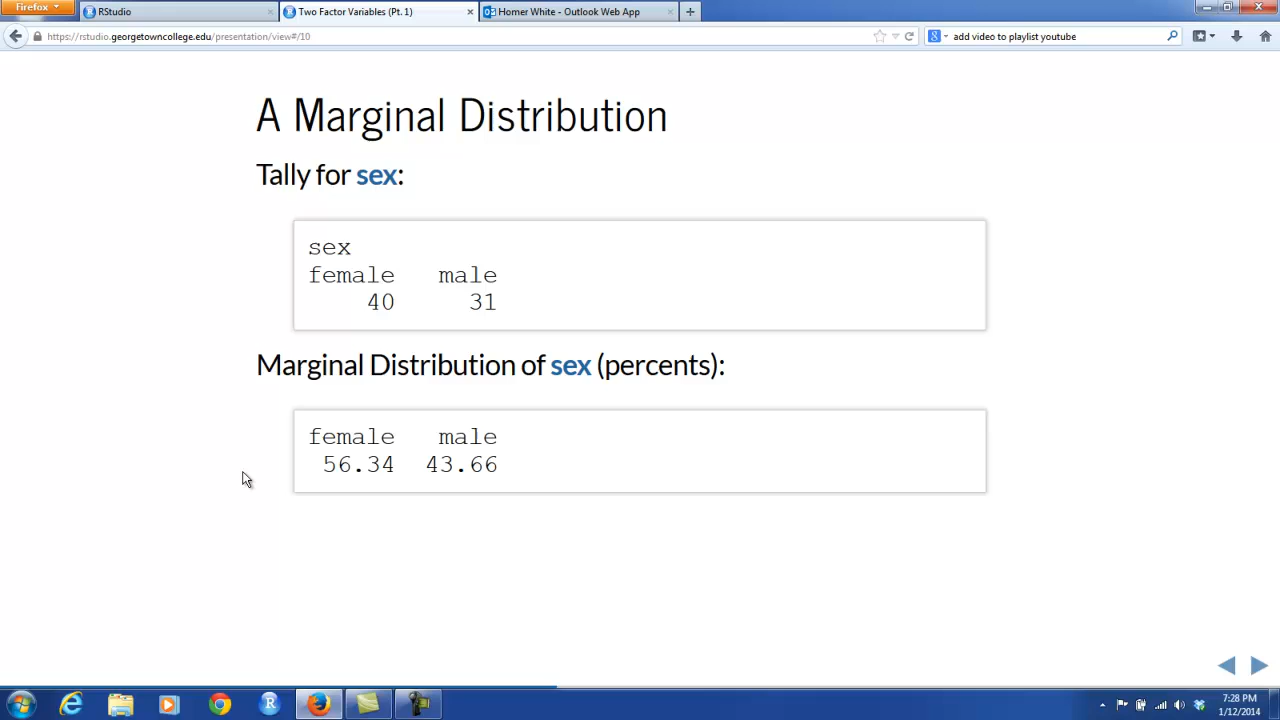 Firefox
RStudio
Two Factor Variables (Pt. 1)
Homer White - Outlook Web App
https://rstudio.georgetowncollege.edu/presentation/view#/10
add video to playlist youtube
A Marginal Distribution
Tally for sex:
sex
female male
40 31
Marginal Distribution of sex (percents):
female male
56.34 43.66
7:28 PM
1/12/2014